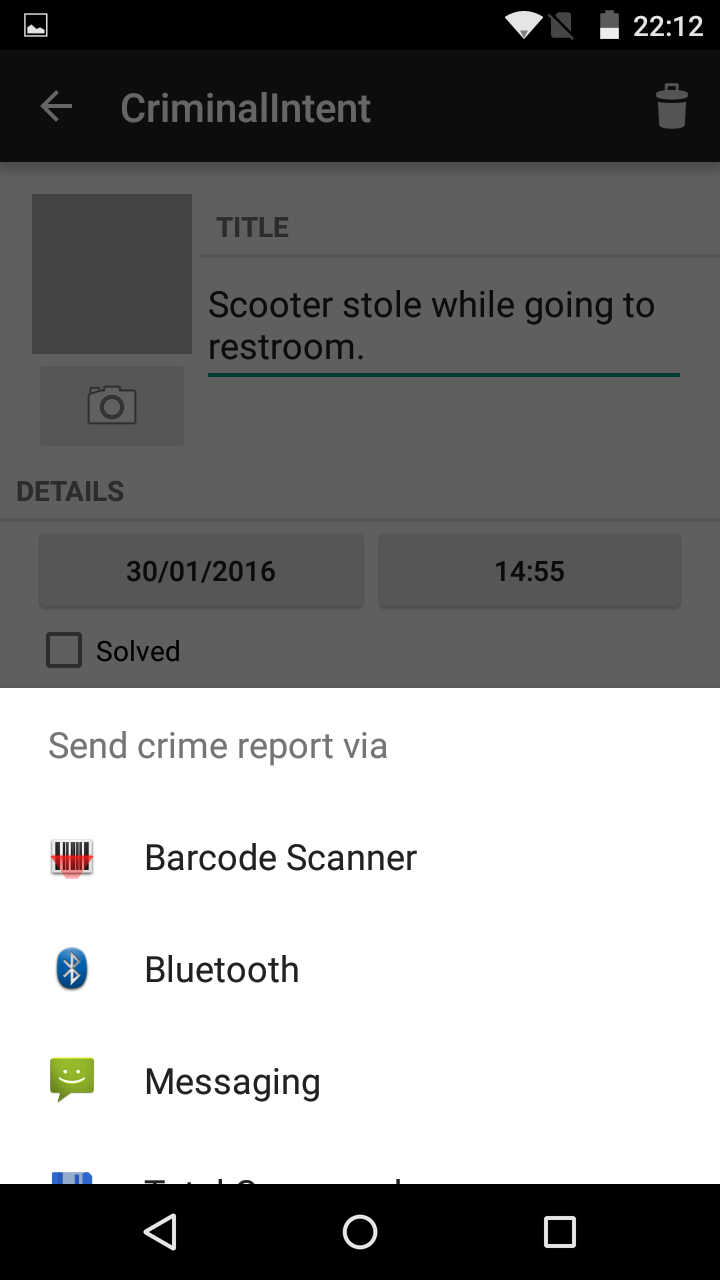 22:12
CriminalIntent
TITLE
Scooter stole while going to
restroom.
DETAILS
30/01/2016 14:55
Solved
Send crime report via
Barcode Scanner
Bluetooth
Messaging